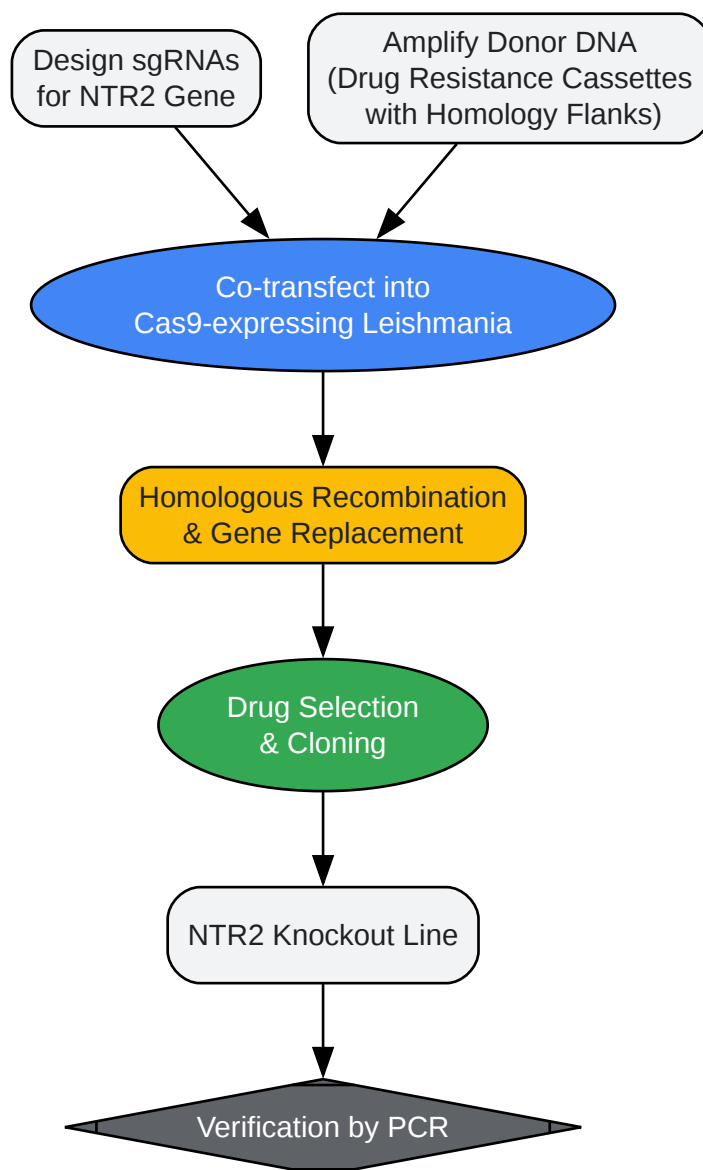 Design sgRNAs
for NTR2 Gene
Amplify Donor DNA
(Drug Resistance Cassettes
with Homology Flanks)
Co-transfect into
Cas9-expressing Leishmania
Homologous Recombination
& Gene Replacement
Drug Selection
& Cloning
NTR2 Knockout Line
Verification by PCR